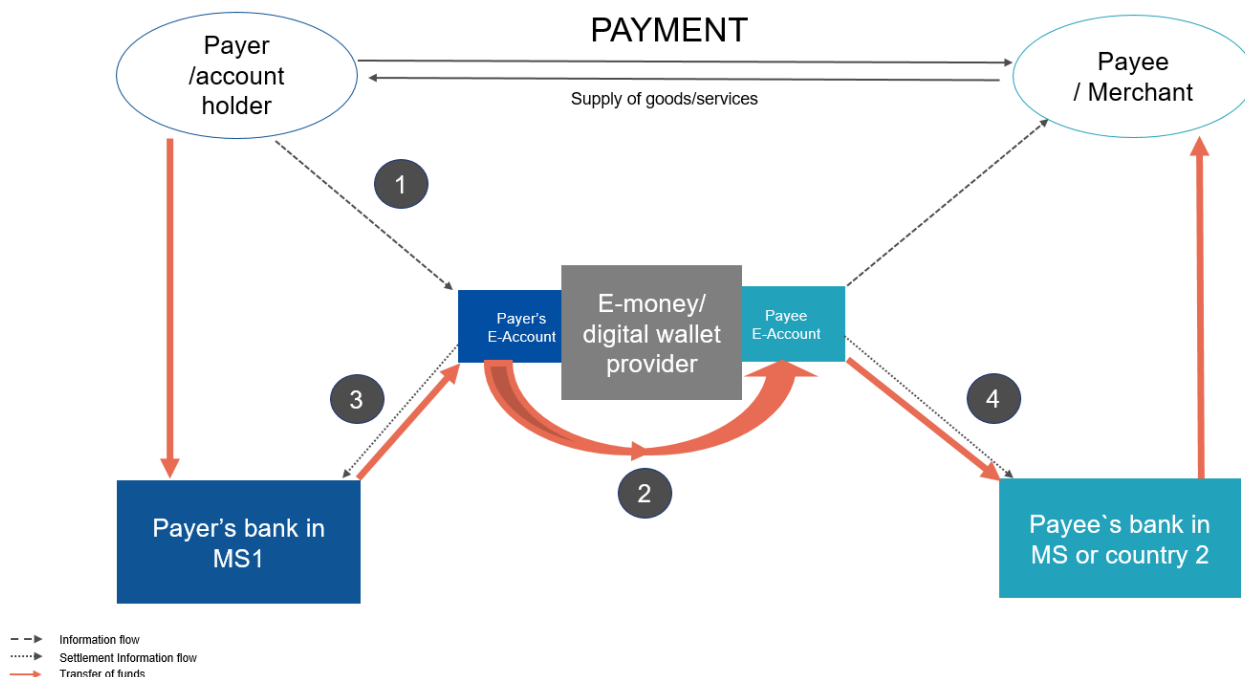 PAYMENT
Payer
/account
holder
Payee
/ Merchant
Supply of goods/services
1
Payer's
E-Account
E-money/
digital wallet
provider
Payee
E-Account
3
4
2
Payer's bank in
MS1
Payee`s bank in
MS or country 2
Information flow
Settlement Information flow
Transfer of funds